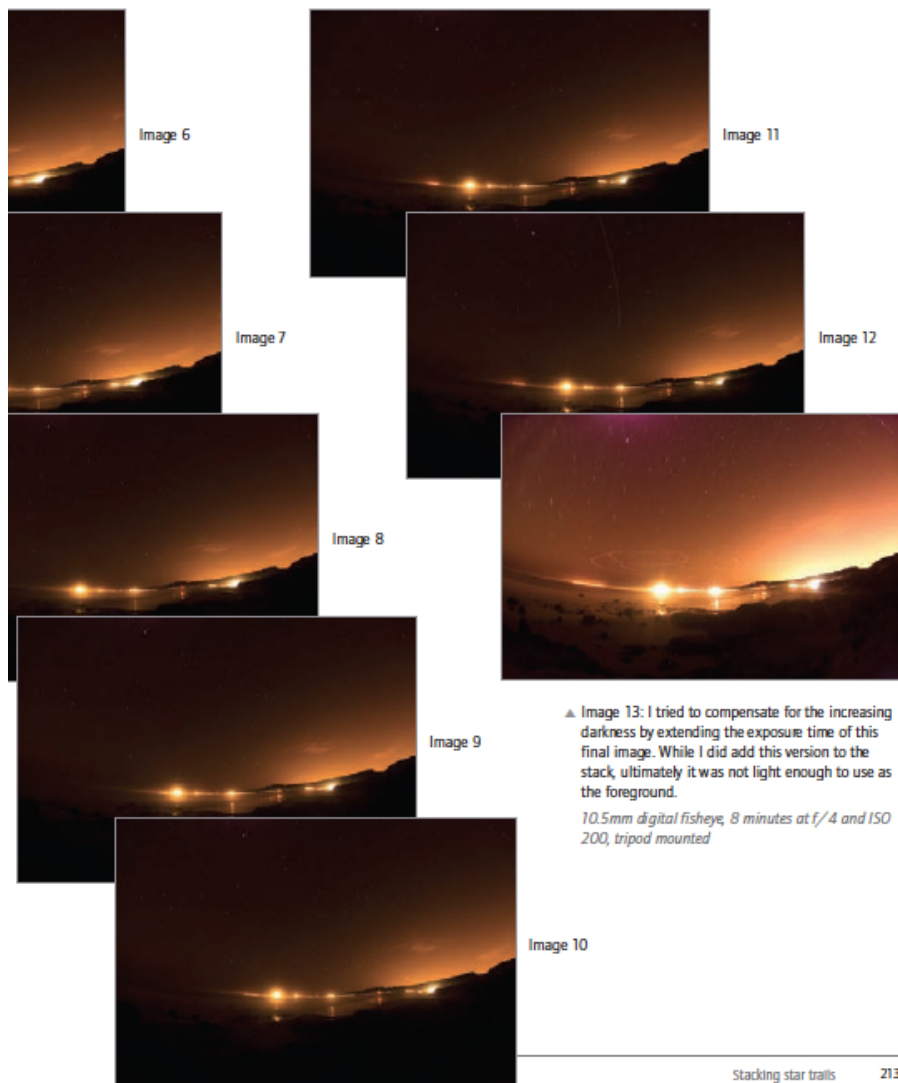 Image 6
Image 11
Image 7
Image 12
Image 8
Image 9
▲ Image 13: I tried to compensate for the increasing
darkness by extending the exposure time of this
final image. While I did add this version to the
stack, ultimately it was not light enough to use as
the foreground.
10.5mm digital fisheye, 8 minutes at f/4 and ISO
200, tripod mounted
Image 10
Stacking star trails 213